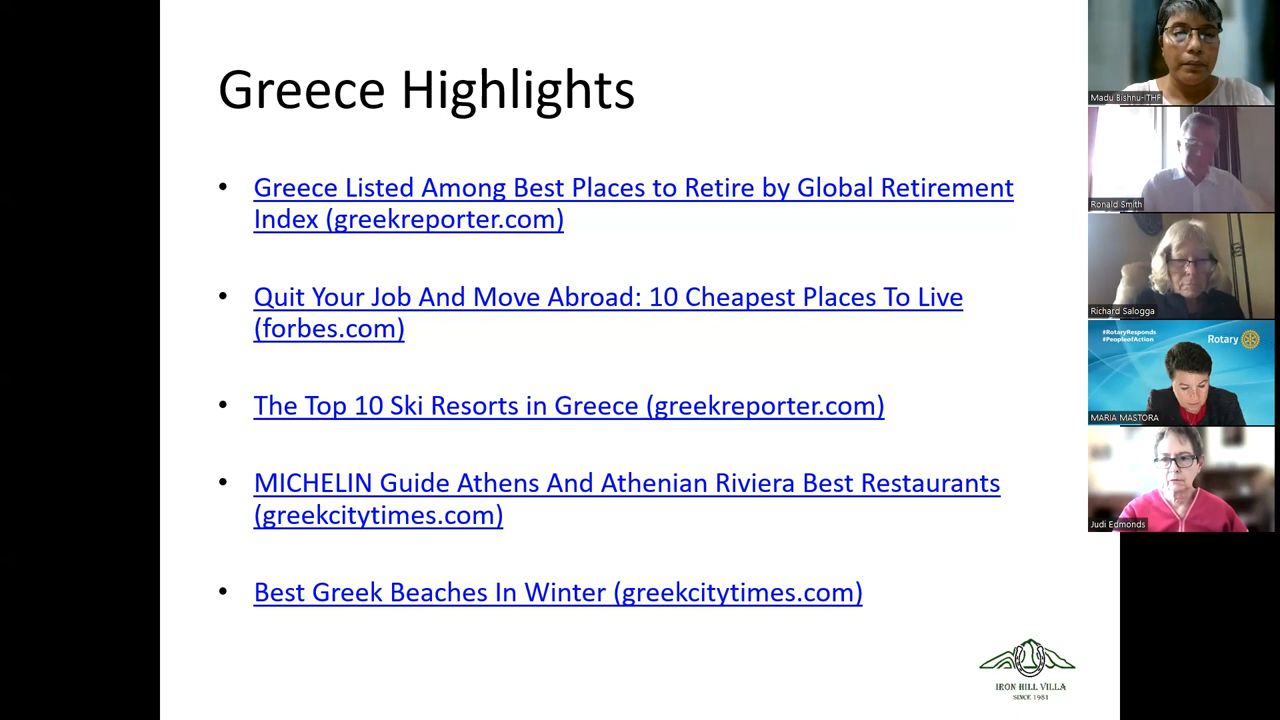 Greece Highlights
• Greece Listed Among Best Places to Retire by Global Retirement
Index (greekreporter.com)
• Quit Your Job And Move Abroad: 10 Cheapest Places To Live
(forbes.com)
• The Top 10 Ski Resorts in Greece (greekreporter.com)
• MICHELIN Guide Athens And Athenian Riviera Best Restaurants
(greekcitytimes.com)
• Best Greek Beaches In Winter (greekcitytimes.com)
IRON HILL VILLA
SINCE 1981
Madu Bishnu-ITHF
Ronald Smith
Richard Salogga
#RotaryResponds
#PeopleofAction
Rotary
MARIA MASTORA
Judi Edmonds